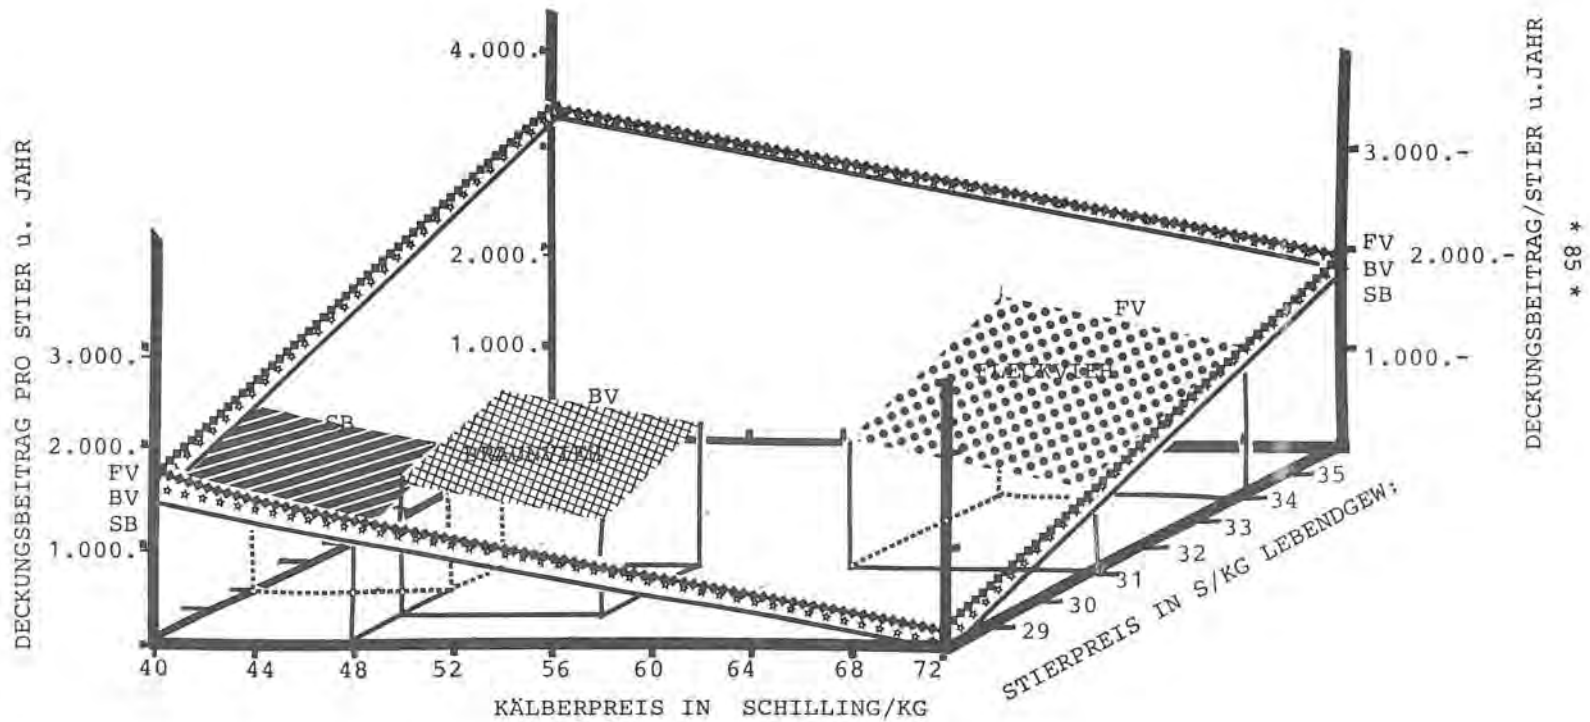 DECKUNGSBEITRAG PRO STIER u. JAHR
4.000.-
2.000.-
1.000.-
3.000.-
2.000.-
FV
BV
SB
1.000.-
SB
BV
BRAUNVIEH
FV
FLECKVIEH
3.000.-
FV
BV
SB
2.000.-
1.000.-
DECKUNGSBEITRAG/STIER u.JAHR
* 85 *
35
34
33
32
31
30
29
STIERPREIS IN S/KG LEBENDGEW;
40 44 48 52 56 60 64 68 72
KÄLBERPREIS IN SCHILLING/KG